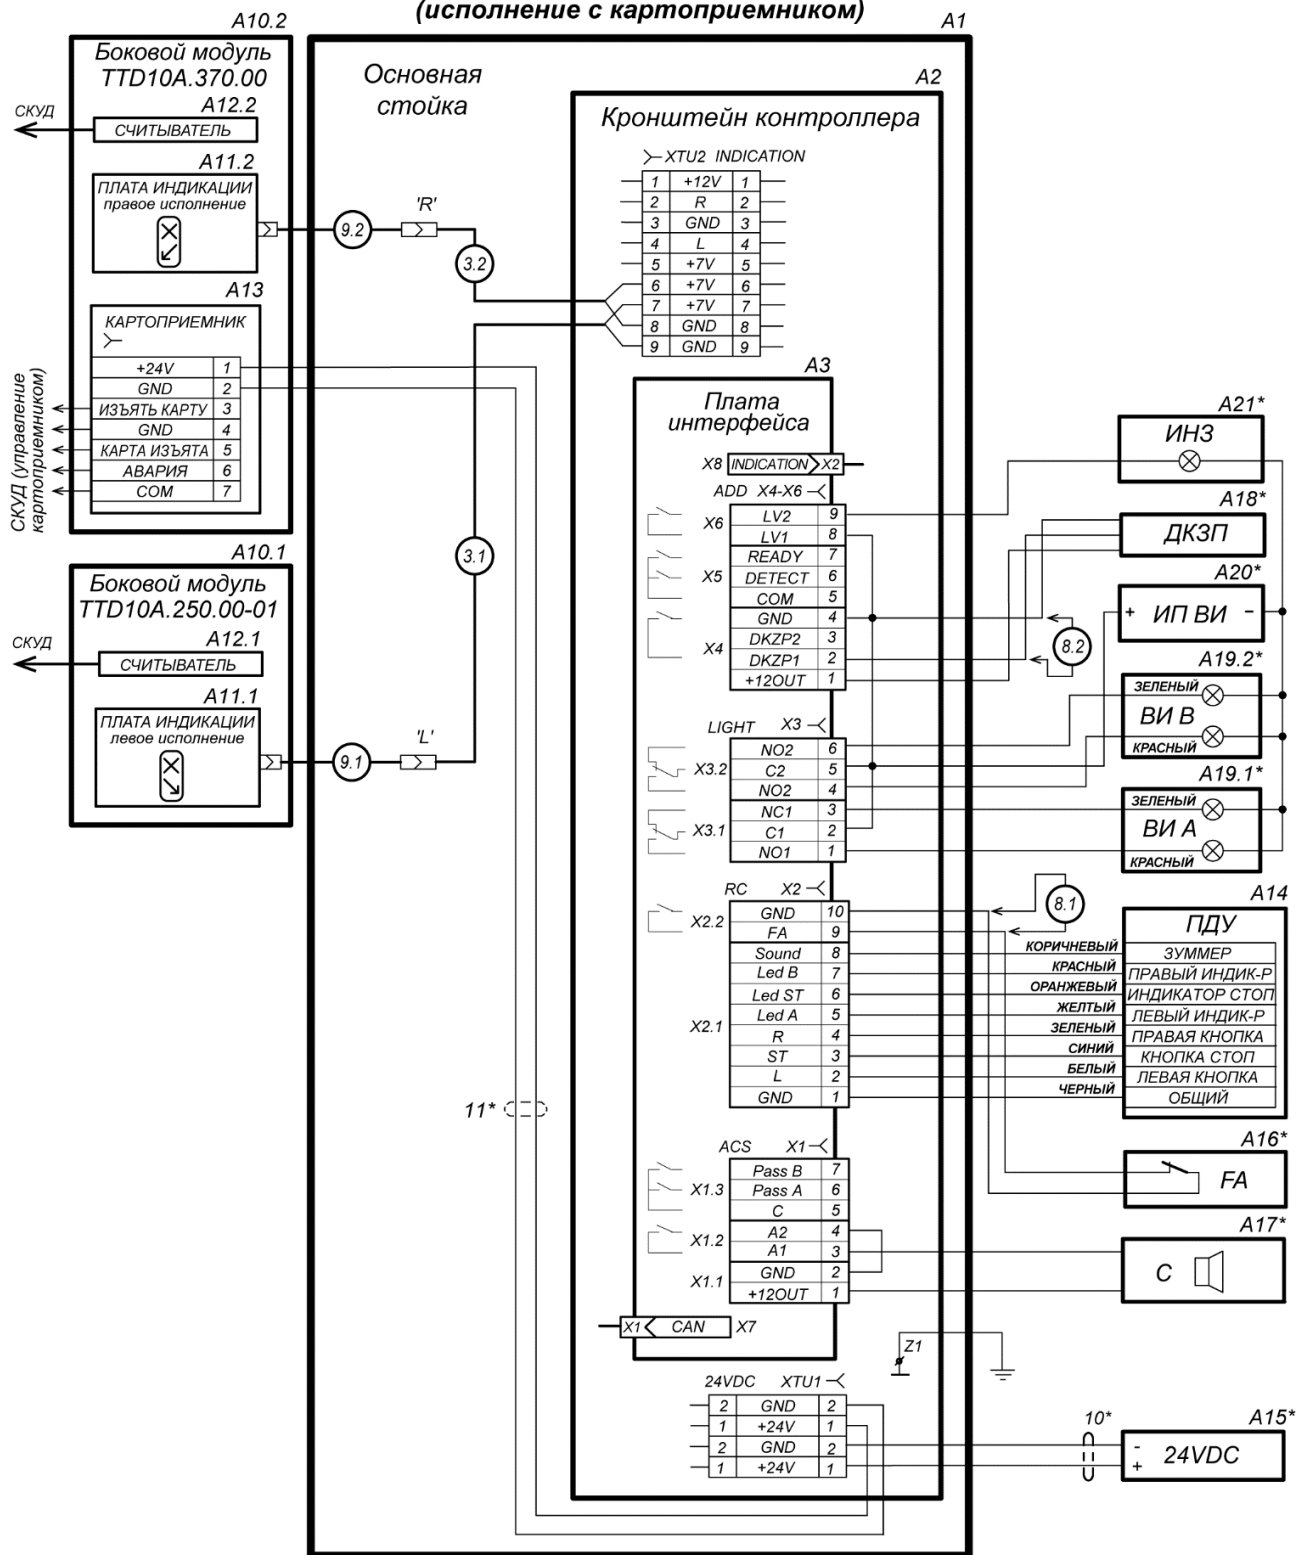 (исполнение с картоприемником)
A10.2
A1
Боковой модуль
TTD10A.370.00
СКУД
A12.2
СЧИТЫВАТЕЛЬ
A11.2
ПЛАТА ИНДИКАЦИИ
правое исполнение
9.2
'R'
3.2
A13
КАРТОПРИЕМНИК
+24V 1
GND 2
ИЗЪЯТЬ КАРТУ 3
GND 4
КАРТА ИЗЪЯТА 5
АВАРИЯ 6
COM 7
СКУД (управление
картоприемником)
A10.1
Боковой модуль
TTD10A.250.00-01
СКУД
A12.1
СЧИТЫВАТЕЛЬ
A11.1
ПЛАТА ИНДИКАЦИИ
левое исполнение
9.1
'L'
3.1
11*
Основная
стойка
A2
Кронштейн контроллера
XTU2 INDICATION
1 +12V 1
2 R 2
3 GND 3
4 L 4
5 +7V 5
6 +7V 6
7 +7V 7
8 GND 8
9 GND 9
A3
Плата
интерфейса
X8 INDICATION X2
ADD X4-X6
X6
X5
X4
LV2 9
LV1 8
READY 7
DETECT 6
COM 5
GND 4
DKZP2 3
DKZP1 2
+12OUT 1
LIGHT X3
X3.2
X3.1
NO2 6
C2 5
NO2 4
NC1 3
C1 2
NO1 1
RC X2
X2.2
X2.1
GND 10
FA 9
Sound 8
Led B 7
Led ST 6
Led A 5
R 4
ST 3
L 2
GND 1
ACS X1
X1.3
X1.2
X1.1
Pass B 7
Pass A 6
C 5
A2 4
A1 3
GND 2
+12OUT 1
X1 CAN X7
Z1
24VDC XTU1
2 GND 2
1 +24V 1
2 GND 2
1 +24V 1
A21*
ИНЗ
A18*
ДКЗП
A20*
+ ИП ВИ -
8.2
A19.2*
ЗЕЛЕНЫЙ
ВИ В
КРАСНЫЙ
A19.1*
ЗЕЛЕНЫЙ
ВИ А
КРАСНЫЙ
8.1
A14
ПДУ
КОРИЧНЕВЫЙ ЗУММЕР
КРАСНЫЙ ПРАВЫЙ ИНДИК-Р
ОРАНЖЕВЫЙ ИНДИКАТОР СТОП
ЖЕЛТЫЙ ЛЕВЫЙ ИНДИК-Р
ЗЕЛЕНЫЙ ПРАВАЯ КНОПКА
СИНИЙ КНОПКА СТОП
БЕЛЫЙ ЛЕВАЯ КНОПКА
ЧЕРНЫЙ ОБЩИЙ
A16*
FA
A17*
C
10*
A15*
-
+
24VDC